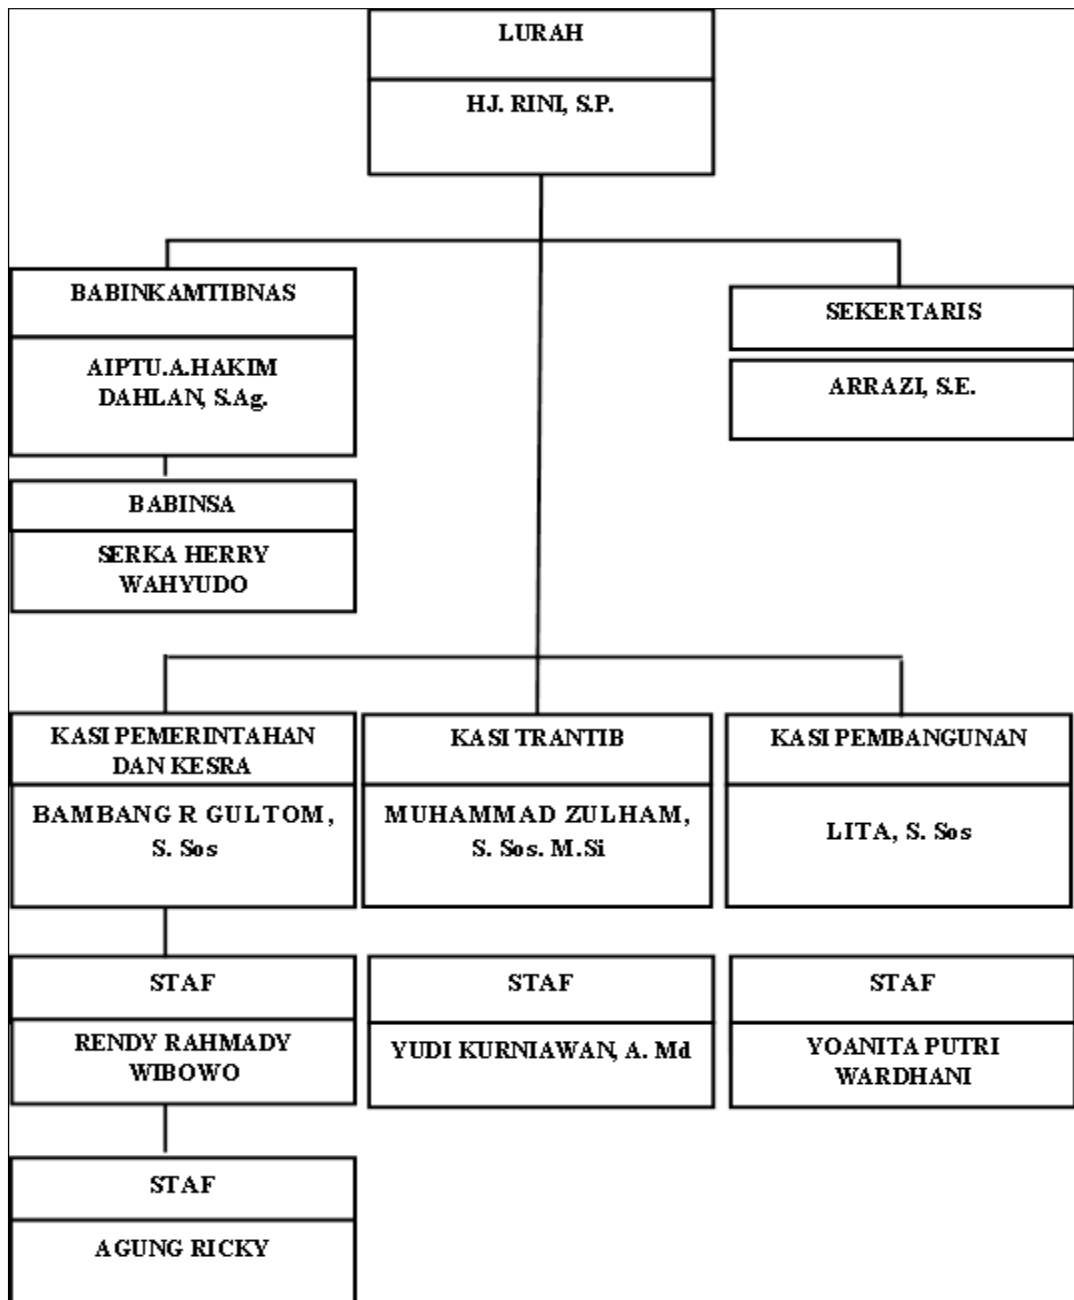 LURAH
HJ. RINI, S.P.
BABINKAMTIBNAS
AIPTU.A.HAKIM
DAHLAN, S.Ag.
SEKERTARIS
ARRAZI, S.E.
BABINSA
SERKA HERRY
WAHYUDO
KASI PEMERINTAHAN
DAN KESRA
BAMBANG R GULTOM,
S. Sos
KASI TRANTIB
MUHAMMAD ZULHAM,
S. Sos. M.Si
KASI PEMBANGUNAN
LITA, S. Sos
STAF
RENDY RAHMADY
WIBOWO
STAF
YUDI KURNIAWAN, A. Md
STAF
YOANITA PUTRI
WARDHANI
STAF
AGUNG RICKY